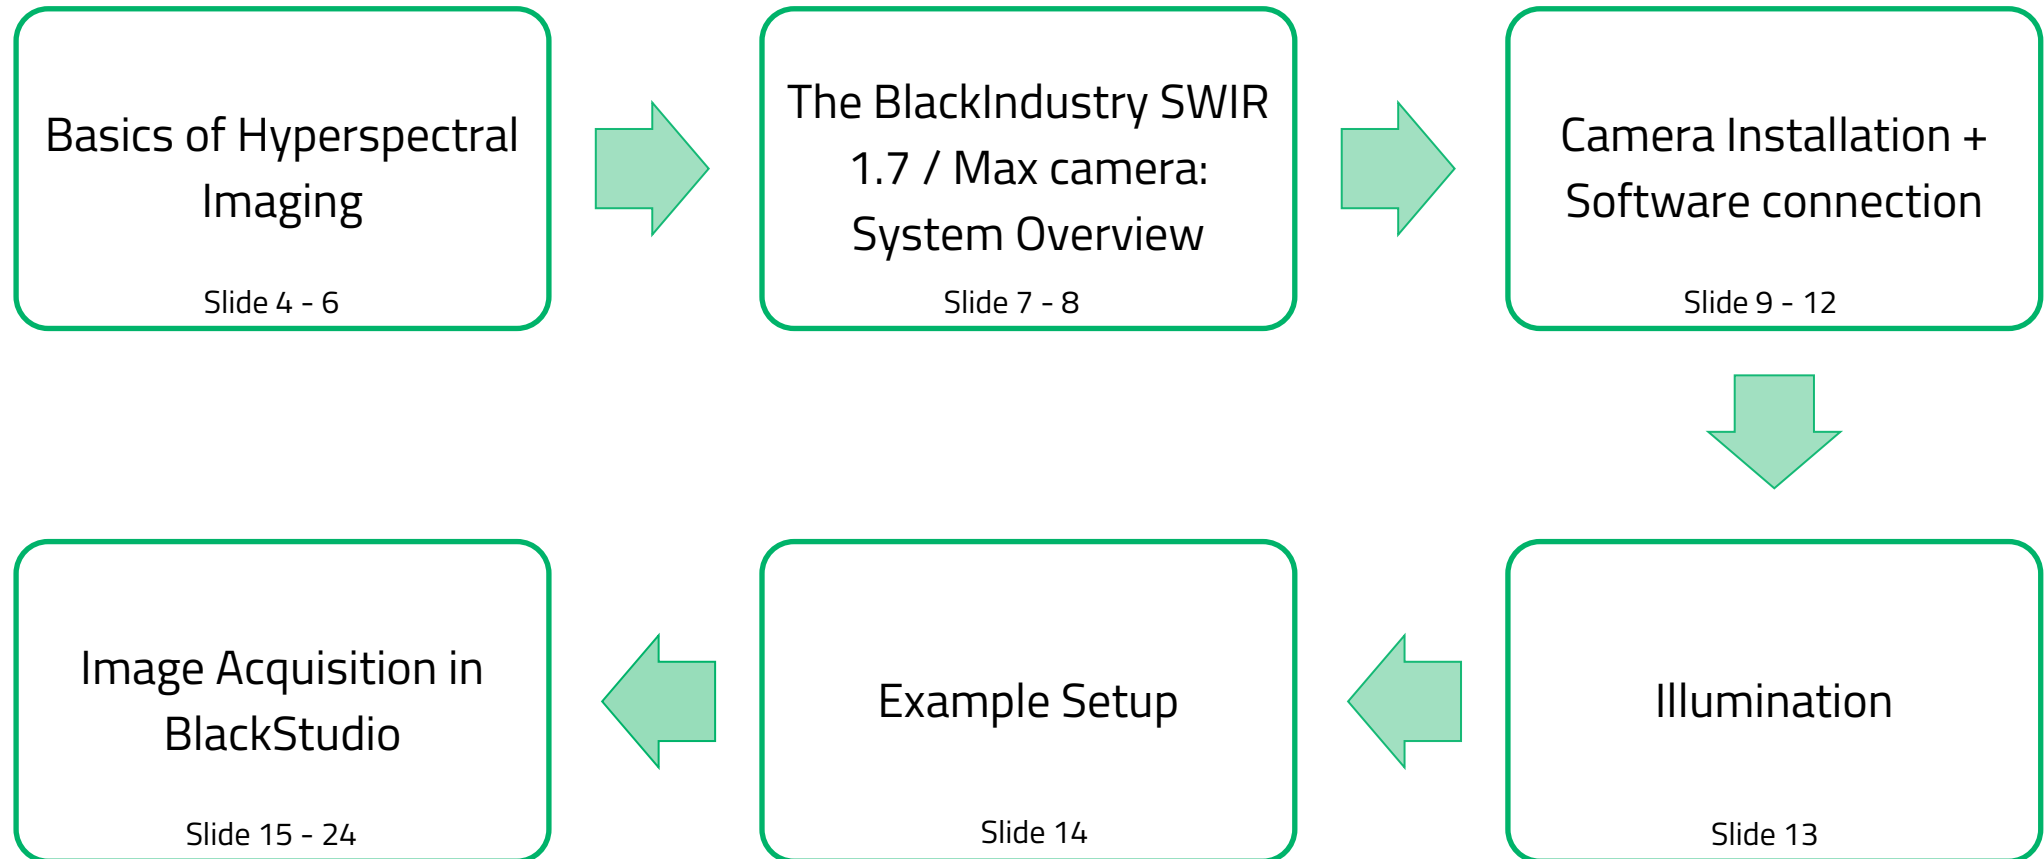 Basics of Hyperspectral
Imaging
Slide 4 - 6
The BlackIndustry SWIR
1.7 / Max camera:
System Overview
Slide 7 - 8
Camera Installation +
Software connection
Slide 9 - 12
Illumination
Slide 13
Example Setup
Slide 14
Image Acquisition in
BlackStudio
Slide 15 - 24